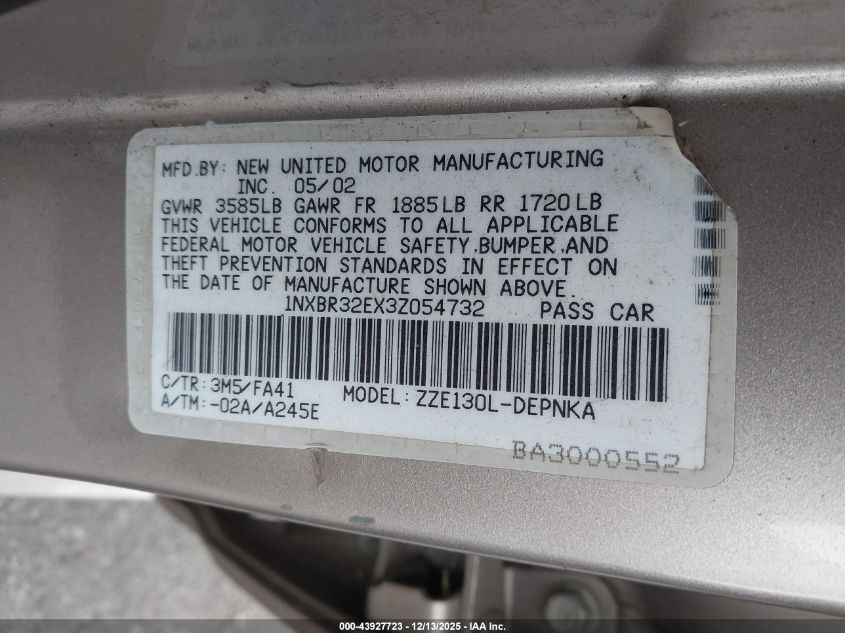 MFD.BY: NEW UNITED MOTOR MANUFACTURING
INC. 05/02
GVWR 3585LB GAWR FR 1885LB RR 1720LB
THIS VEHICLE CONFORMS TO ALL APPLICABLE
FEDERAL MOTOR VEHICLE SAFETY,BUMPER,AND
THEFT PREVENTION STANDARDS IN EFFECT ON
THE DATE OF MANUFACTURE SHOWN ABOVE.
1NXBR32EX3Z054732 PASS CAR
C/TR: 3M5/FA41 MODEL: ZZE130L-DEPNKA
A/TM: -02A/A245E
BA3000552
000-43927723 - 12/13/2025 - IAA Inc.